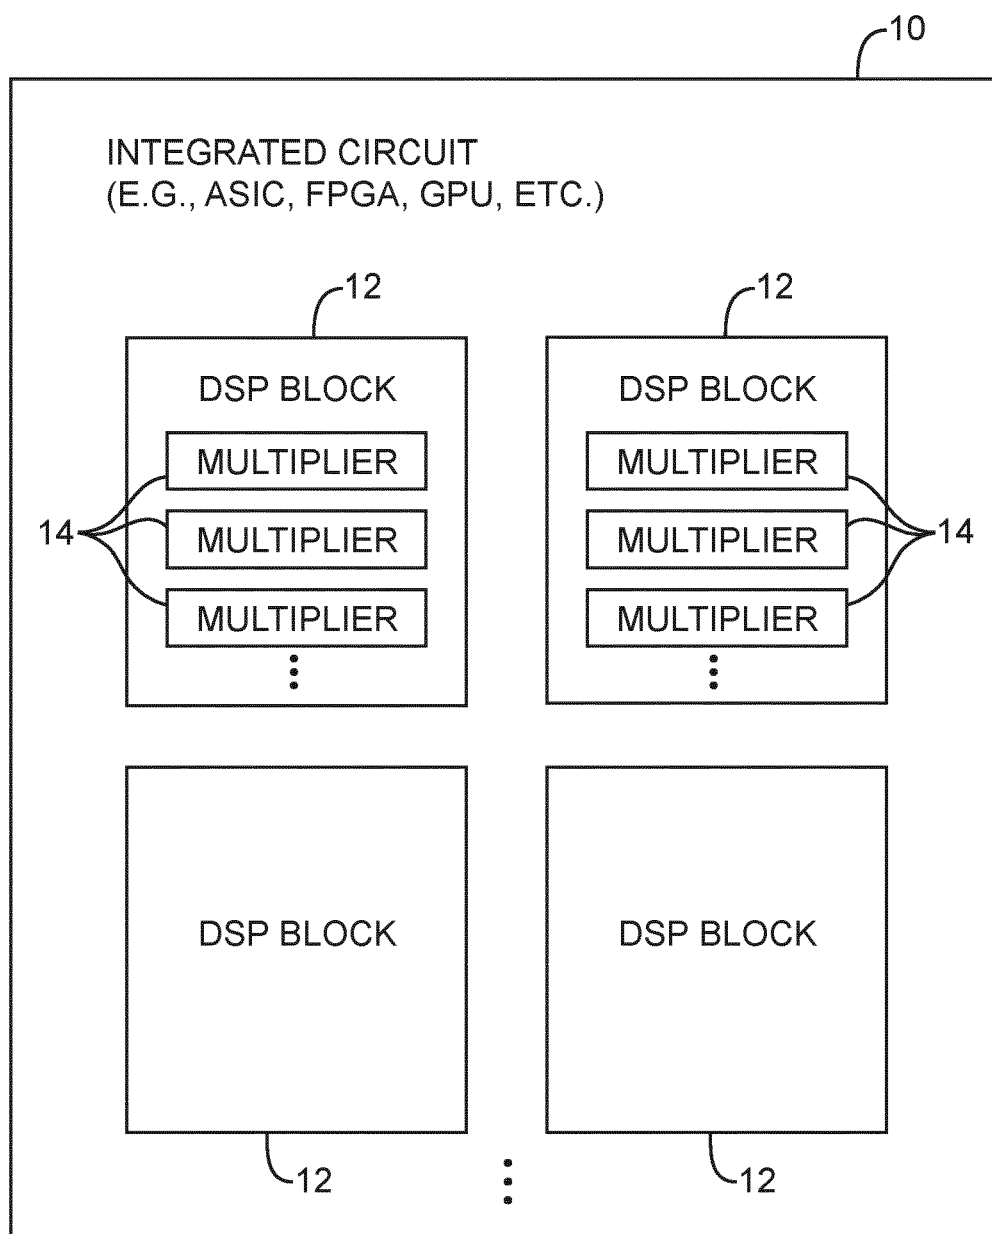 10
INTEGRATED CIRCUIT
(E.G., ASIC, FPGA, GPU, ETC.)
12
12
DSP BLOCK
DSP BLOCK
MULTIPLIER
MULTIPLIER
14
MULTIPLIER
MULTIPLIER
14
MULTIPLIER
MULTIPLIER
DSP BLOCK
DSP BLOCK
12
12